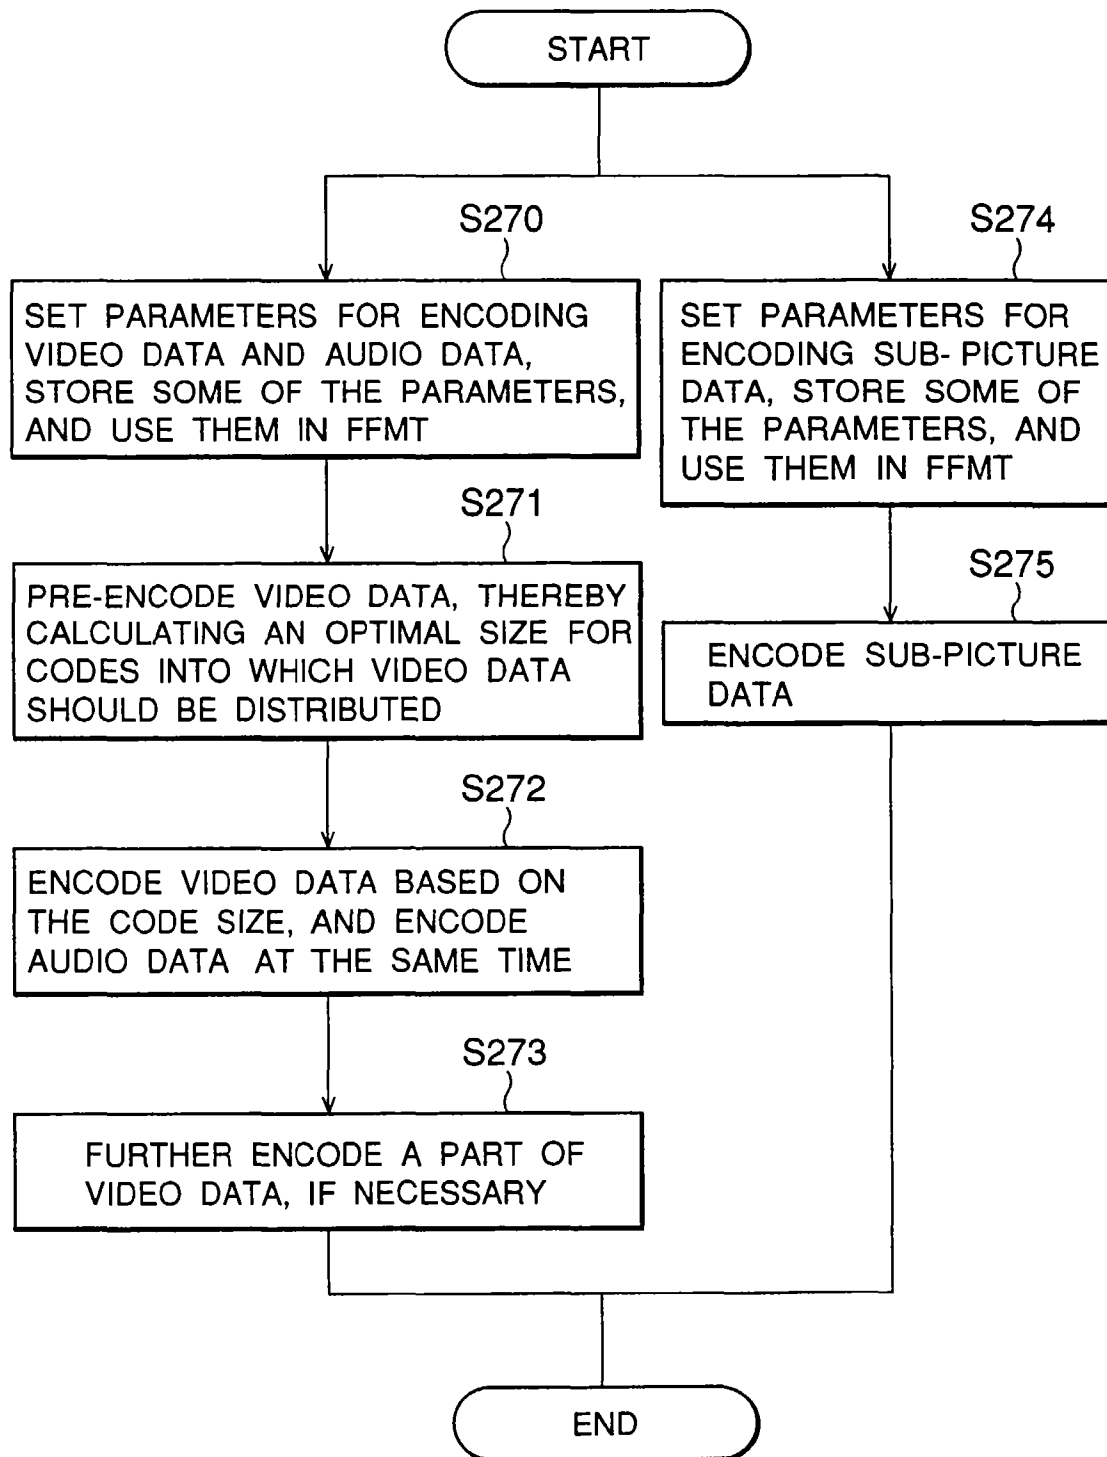 START
S270
SET PARAMETERS FOR ENCODING
VIDEO DATA AND AUDIO DATA,
STORE SOME OF THE PARAMETERS,
AND USE THEM IN FFMT
S271
PRE-ENCODE VIDEO DATA, THEREBY
CALCULATING AN OPTIMAL SIZE FOR
CODES INTO WHICH VIDEO DATA
SHOULD BE DISTRIBUTED
S272
ENCODE VIDEO DATA BASED ON
THE CODE SIZE, AND ENCODE
AUDIO DATA AT THE SAME TIME
S273
FURTHER ENCODE A PART OF
VIDEO DATA, IF NECESSARY
S274
SET PARAMETERS FOR
ENCODING SUB-PICTURE
DATA, STORE SOME OF
THE PARAMETERS, AND
USE THEM IN FFMT
S275
ENCODE SUB-PICTURE
DATA
END